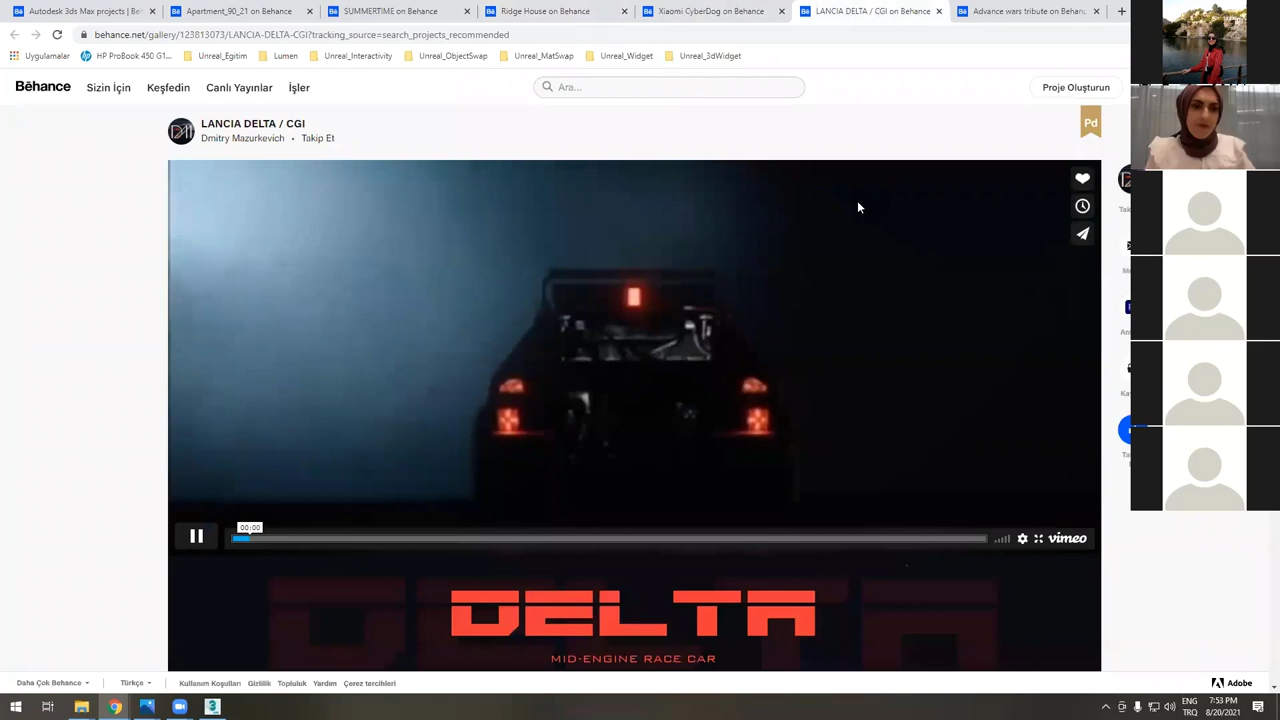 Autodesk 3ds Max projects | Be
Apartment_90_21 on Behance
SUMMERTIME on Behance
Ridge House on Behance
Xiaomi CyberDog on Behance
LANCIA DELTA / CGI on Behance
Advance wars tribute on Behanc
behance.net/gallery/123813073/LANCIA-DELTA-CGI?tracking_source=search_projects_recommended
Uygulamalar
HP ProBook 450 G1...
Unreal_Egitim
Lumen
Unreal_Interactivity
Unreal_ObjectSwap
Unreal_MatSwap
Unreal_Widget
Unreal_3dWidget
Bēhance
Sizin İçin
Keşfedin
Canlı Yayınlar
İşler
Ara...
Proje Oluşturun
LANCIA DELTA / CGI
Dmitry Mazurkevich • Takip Et
Pd
00:00
vimeo
DELTA
MID-ENGINE RACE CAR
Daha Çok Behance
Türkçe
Kullanım Koşulları
Gizlilik
Topluluk
Yardım
Çerez tercihleri
Adobe
ENG
TRQ
7:53 PM
8/20/2021